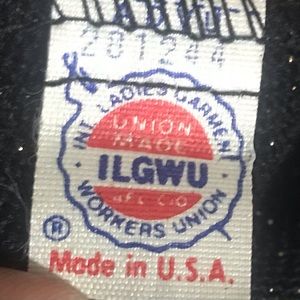 201244
INT. LADIES GARMENT
UNION
MADE
ILGWU
AFL-CIO
WORKERS UNION
®
Made in U.S.A.